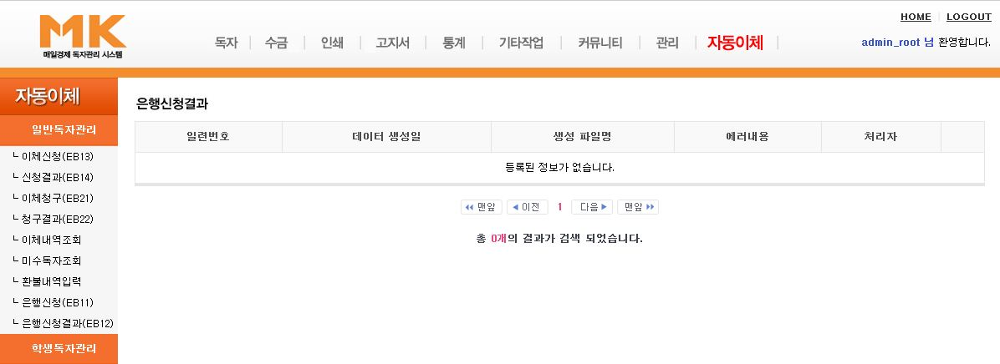 HOME LOGOUT
MK
매일경제 독자관리 시스템
독자 수금 인쇄 고지서 통계 기타작업 커뮤니티 관리 자동이체
admin_root 님 환영합니다.
자동이체
일반독자관리
┗ 이체신청(EB13)
┗ 신청결과(EB14)
┗ 이체청구(EB21)
┗ 청구결과(EB22)
┗ 이체내역조회
┗ 미수독자조회
┗ 환불내역입력
┗ 은행신청(EB11)
┗ 은행신청결과(EB12)
학생독자관리
은행신청결과
일련번호 데이터 생성일 생성 파일명 에러내용 처리자
등록된 정보가 없습니다.
맨앞 이전 1 다음 맨앞
총 0개의 결과가 검색 되었습니다.